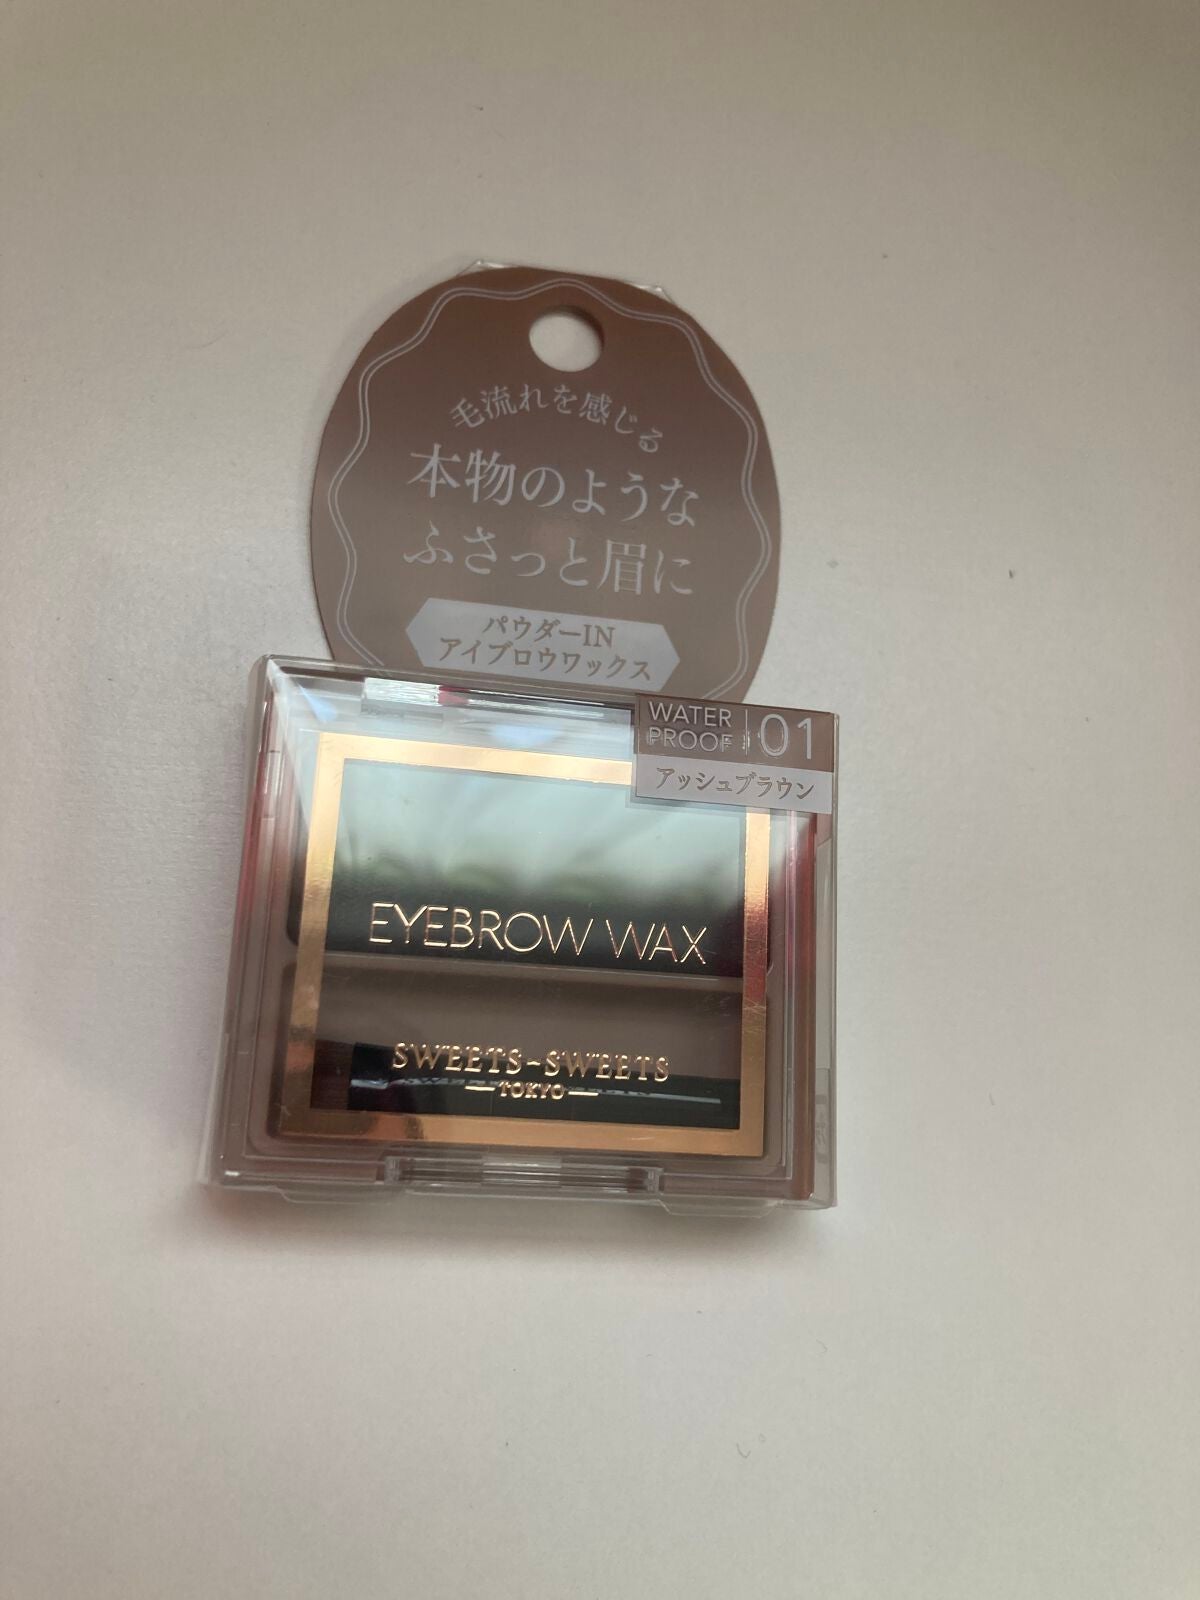 毛流れを感じる
本物のような
ふさっと眉に
パウダーIN
アイブロウワックス
WATER
PROOF
01
アッシュブラウン
EYEBROW WAX
SWEETS-SWEETS
TOKYO